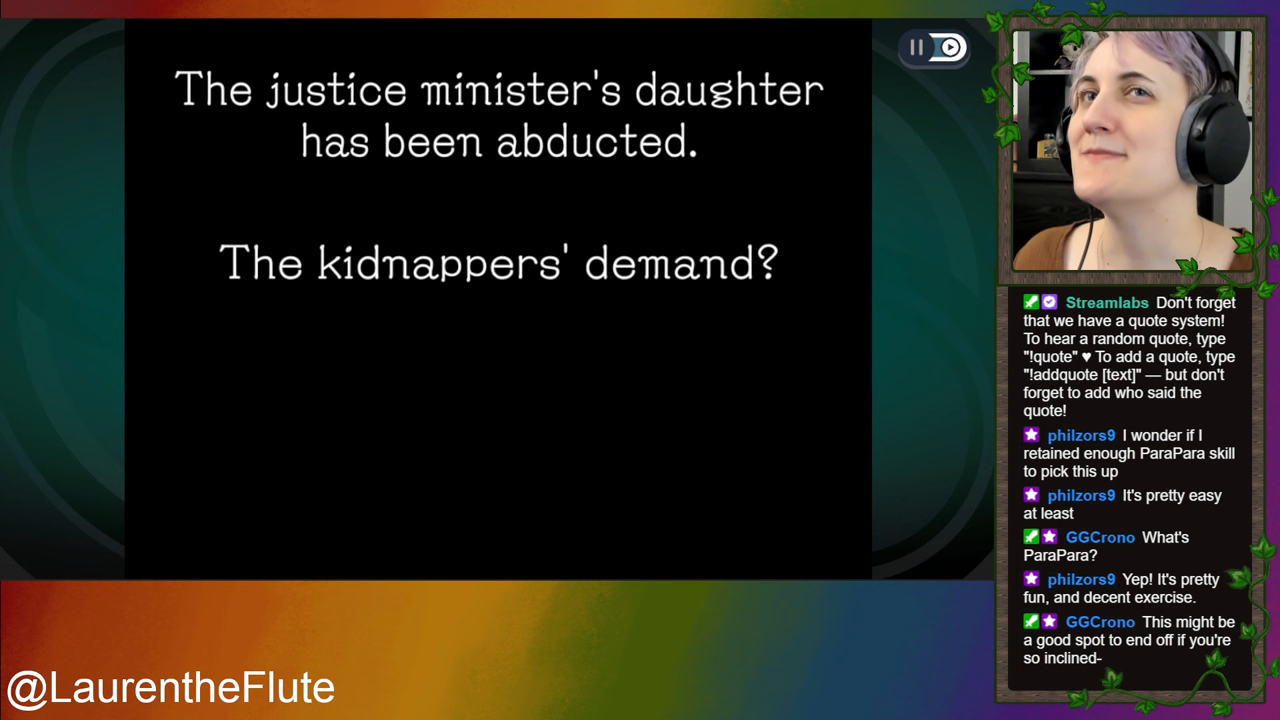 The justice minister's daughter
has been abducted.
The kidnappers' demand?
Streamlabs Don't forget
that we have a quote system!
To hear a random quote, type
"!quote" ♥ To add a quote, type
"!addquote [text]" — but don't
forget to add who said the
quote!
philzors9 I wonder if I
retained enough ParaPara skill
to pick this up
philzors9 It's pretty easy
at least
GGCrono What's
ParaPara?
philzors9 Yep! It's pretty
fun, and decent exercise.
GGCrono This might be
a good spot to end off if you're
so inclined-
@LaurentheFlute